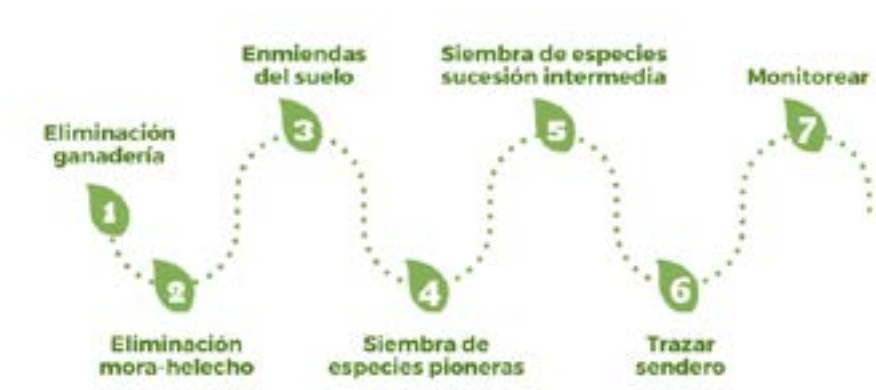 Eliminación
ganadería
1
2
Eliminación
mora-helecho
Enmiendas
del suelo
3
4
Siembra de
especies pioneras
Siembra de especies
sucesión intermedia
5
6
Trazar
sendero
Monitorear
7